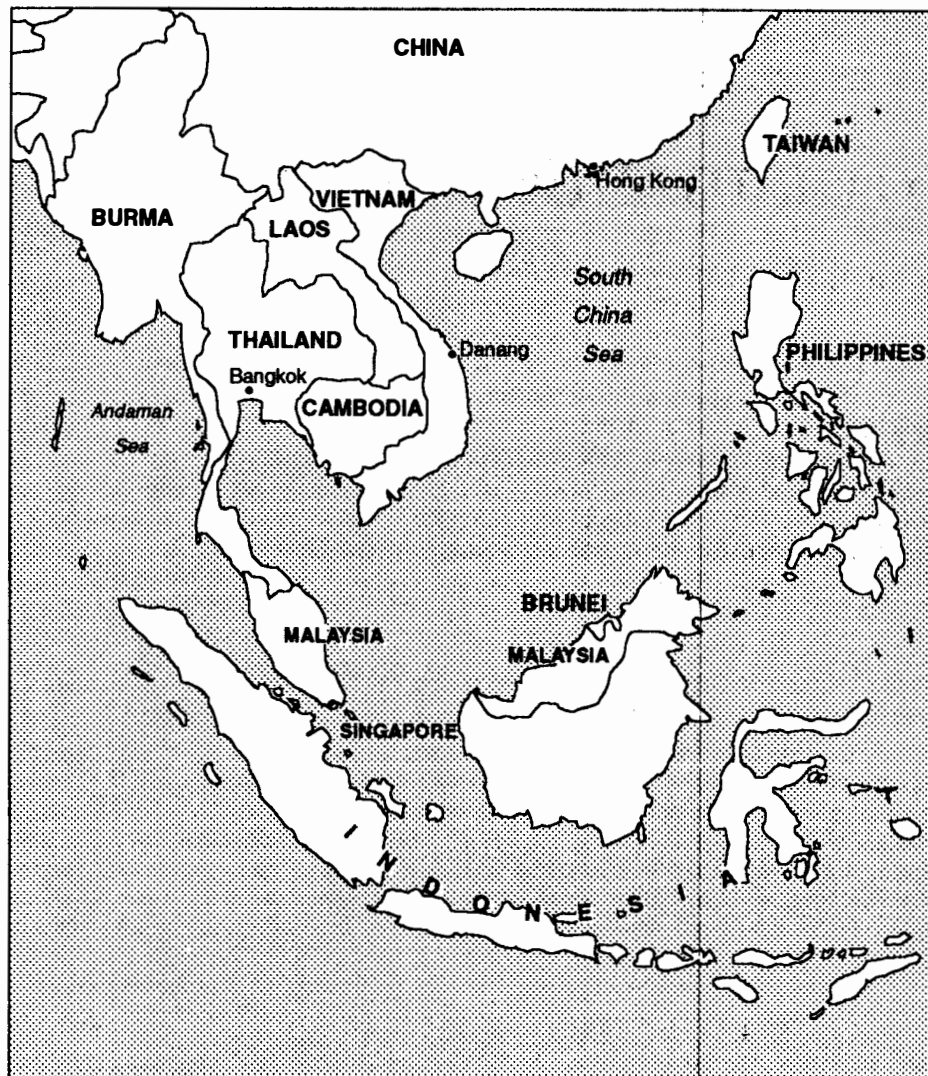 CHINA
TAIWAN
Hong Kong
VIETNAM
BURMA
LAOS
South
China
Sea
THAILAND
Danang
PHILIPPINES
Bangkok
CAMBODIA
Andaman
Sea
BRUNEI
MALAYSIA
MALAYSIA
SINGAPORE
INDONESIA